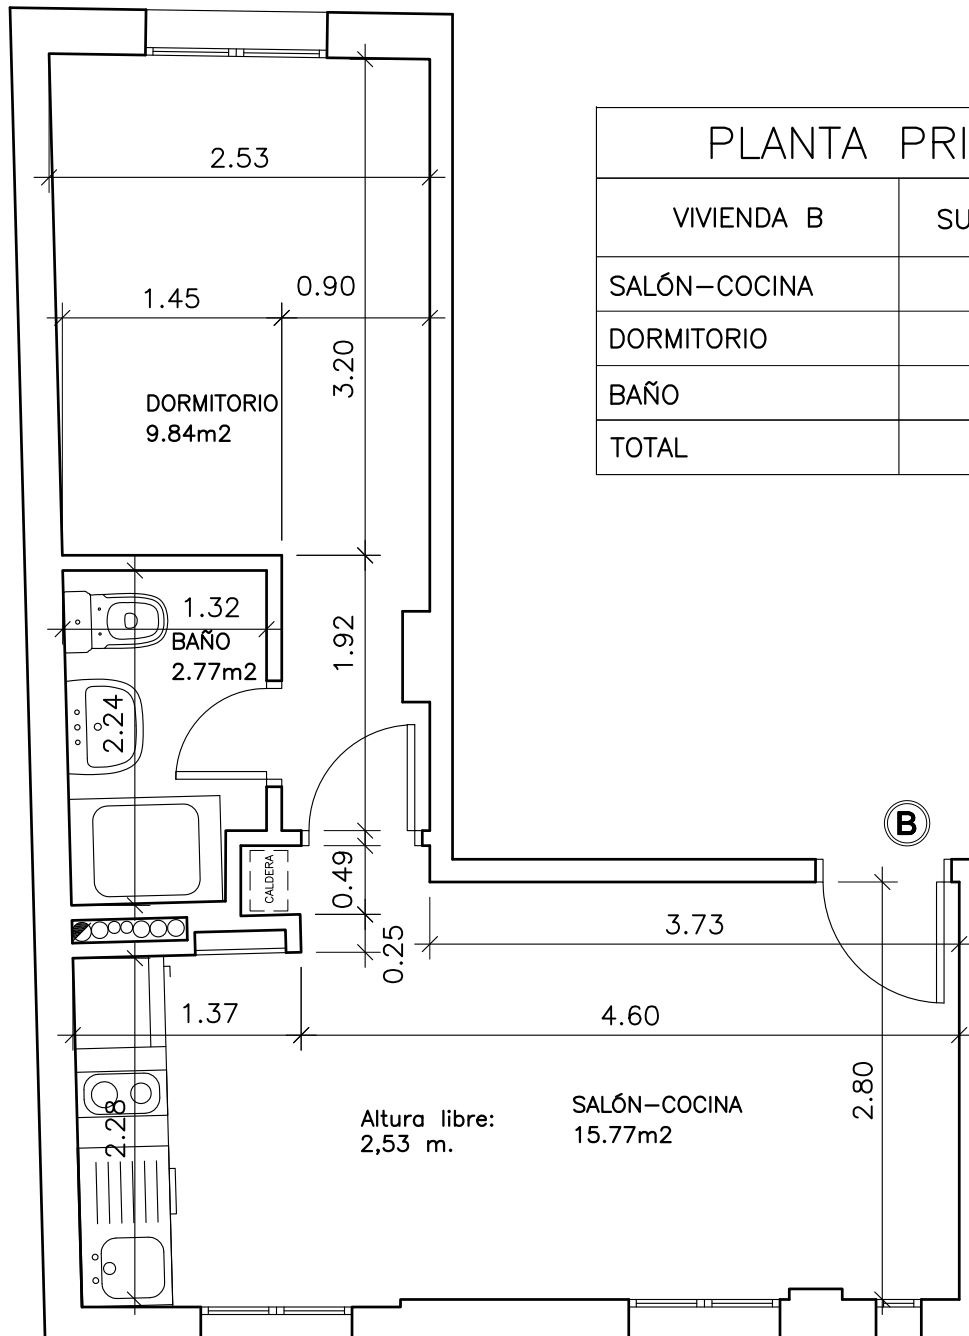 2.53
PLANTA PRI
VIVIENDA B
SU
SALÓN-COCINA
DORMITORIO
BAÑO
TOTAL
1.45
0.90
3.20
DORMITORIO
9.84m2
1.32
BAÑO
2.77m2
1.92
2.24
CALDERA
0.49
0.25
B
3.73
1.37
4.60
2.80
2.28
Altura libre:
2,53 m.
SALÓN-COCINA
15.77m2